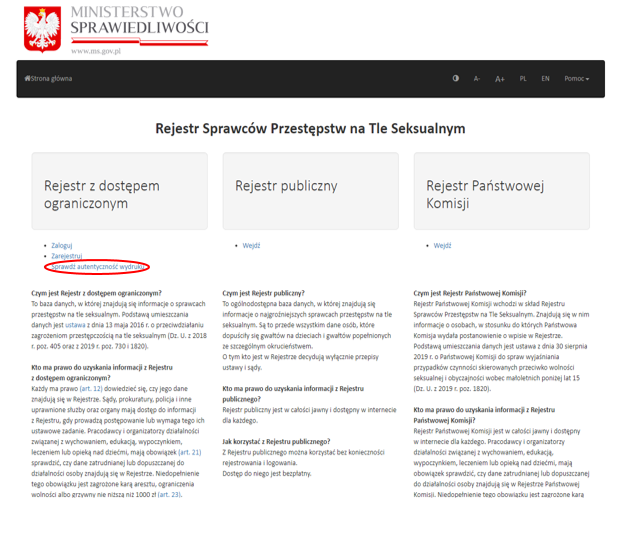 MINISTERSTWO
SPRAWIEDLIWOŚCI
www.ms.gov.pl
Strona główna
A-
A+
PL
EN
Pomoc
Rejestr Sprawców Przestępstw na Tle Seksualnym
Rejestr z dostępem
ograniczonym
Zaloguj
Zarejestruj
Sprawdź autentyczność wydruku
Czym jest Rejestr z dostępem ograniczonym?
To baza danych, w której znajdują się informacje o sprawcach
przestępstw na tle seksualnym. Podstawą umieszczania
danych jest ustawa z dnia 13 maja 2016 r. o przeciwdziałaniu
zagrożeniom przestępczością na tle seksualnym (Dz. U. z 2018
r. poz. 405 oraz z 2019 r. poz. 730 i 1820).
Kto ma prawo do uzyskania informacji z Rejestru
z dostępem ograniczonym?
Każdy ma prawo (art. 12) dowiedzieć się, czy jego dane
znajdują się w Rejestrze. Sądy, prokuratury, policja i inne
uprawnione służby oraz organy mają dostęp do informacji
z Rejestru, gdy prowadzą postępowanie lub wymaga tego ich
ustawowe zadanie. Pracodawcy i organizatorzy działalności
związanej z wychowaniem, edukacją, wypoczynkiem,
leczeniem lub opieką nad dziećmi, mają obowiązek (art. 21)
sprawdzić, czy dane zatrudnianej lub dopuszczanej do
działalności osoby znajdują się w Rejestrze. Niedopełnienie
tego obowiązku jest zagrożone karą aresztu, ograniczenia
wolności albo grzywny nie niższą niż 1000 zł (art. 23).
Rejestr publiczny
Wejdź
Czym jest Rejestr publiczny?
To ogólnodostępna baza danych, w której znajdują się
informacje o najgroźniejszych sprawcach przestępstw na tle
seksualnym. Są to przede wszystkim dane osób, które
dopuściły się gwałtów na dzieciach i gwałtów popełnionych
ze szczególnym okrucieństwem.
O tym kto jest w Rejestrze decydują wyłącznie przepisy
ustawy i sądy.
Kto ma prawo do uzyskania informacji z Rejestru
publicznego?
Rejestr publiczny jest w całości jawny i dostępny w internecie
dla każdego.
Jak korzystać z Rejestru publicznego?
Z Rejestru publicznego można korzystać bez konieczności
rejestrowania i logowania.
Dostęp do niego jest bezpłatny.
Rejestr Państwowej
Komisji
Wejdź
Czym jest Rejestr Państwowej Komisji?
Rejestr Państwowej Komisji wchodzi w skład Rejestru
Sprawców Przestępstw Na Tle Seksualnym. Znajdują się w nim
informacje o osobach, w stosunku do których Państwowa
Komisja wydała postanowienie o wpisie w Rejestrze.
Podstawą umieszczania danych jest ustawa z dnia 30 sierpnia
2019 r. o Państwowej Komisji do spraw wyjaśniania
przypadków czynności skierowanych przeciwko wolności
seksualnej i obyczajności wobec małoletnich poniżej lat 15
(Dz. U. z 2019 r. poz. 1820).
Kto ma prawo do uzyskania informacji z Rejestru
Państwowej Komisji?
Rejestr Państwowej Komisji jest w całości jawny i dostępny
w internecie dla każdego. Pracodawcy i organizatorzy
działalności związanej z wychowaniem, edukacją,
wypoczynkiem, leczeniem lub opieką nad dziećmi, mają
obowiązek sprawdzić, czy dane zatrudnianej lub dopuszczanej
do działalności osoby znajdują się w Rejestrze Państwowej
Komisji. Niedopełnienie tego obowiązku jest zagrożone karą